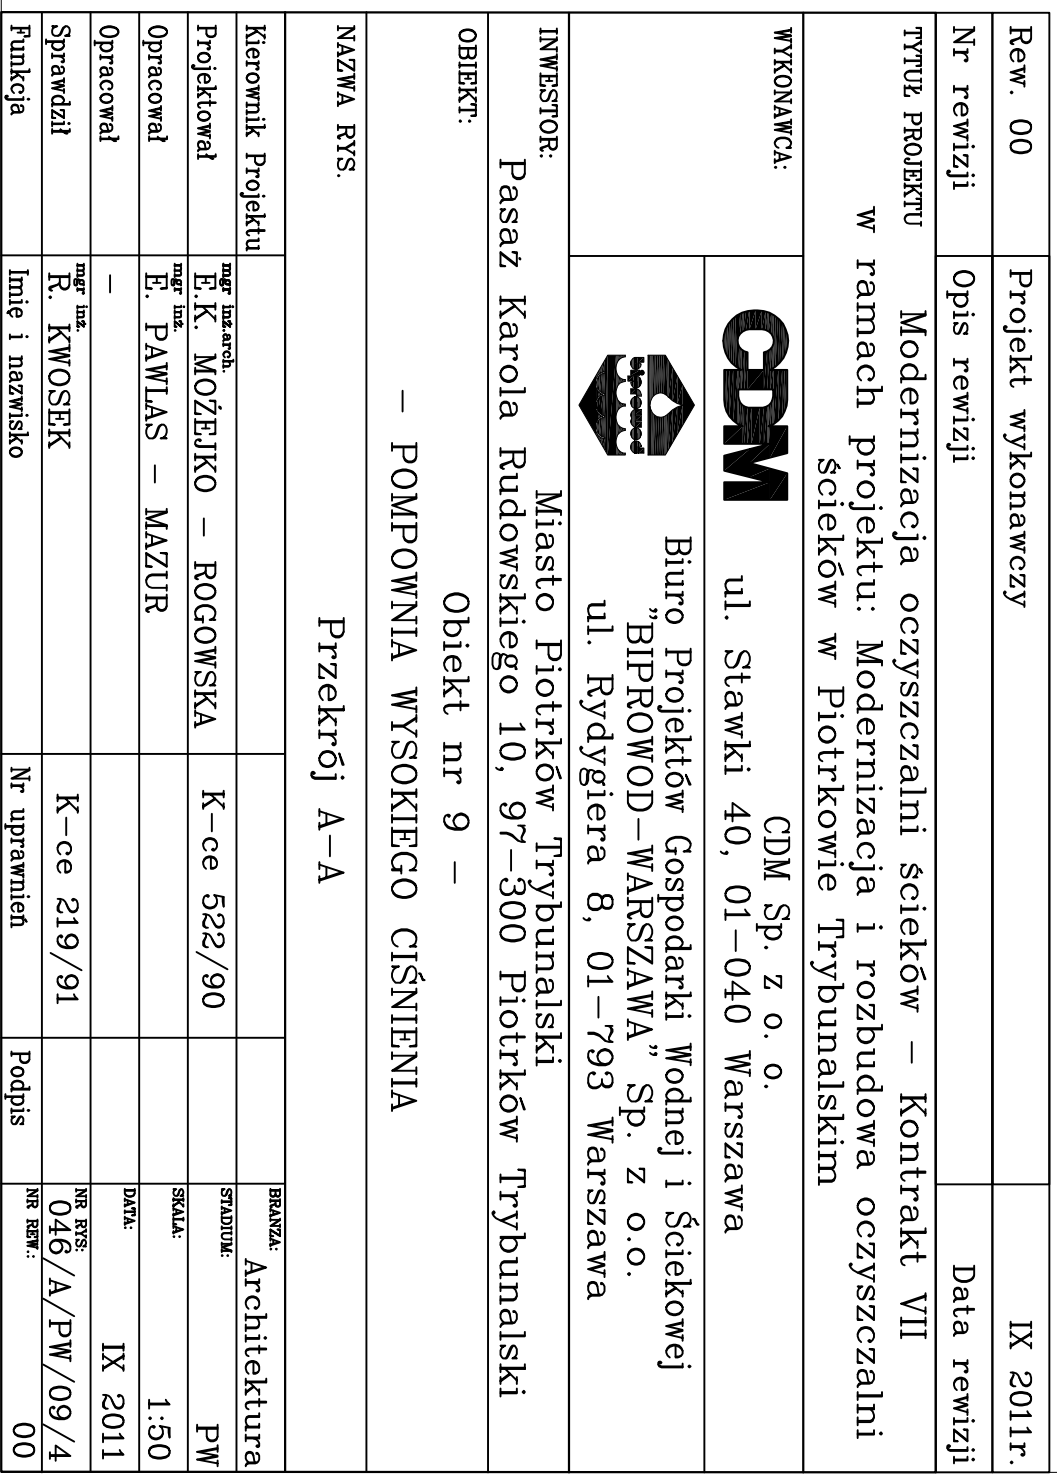 Rew. 00 Projekt wykonawczy IX 2011r.
Nr rewizji Opis rewizji Data rewizji
TYTUŁ PROJEKTU Modernizacja oczyszczalni ścieków – Kontrakt VII
w ramach projektu: Modernizacja i rozbudowa oczyszczalni
ścieków w Piotrkowie Trybunalskim
WYKONAWCA:
CDM
CDM Sp. z o. o.
ul. Stawki 40, 01–040 Warszawa
biprowod
Biuro Projektów Gospodarki Wodnej i Ściekowej
"BIPROWOD–WARSZAWA" Sp. z o.o.
ul. Rydygiera 8, 01–793 Warszawa
INWESTOR:
Miasto Piotrków Trybunalski
Pasaż Karola Rudowskiego 10, 97–300 Piotrków Trybunalski
OBIEKT:
Obiekt nr 9 –
– POMPOWNIA WYSOKIEGO CIŚNIENIA
NAZWA RYS.
Przekrój A–A
Kierownik Projektu BRANZA: Architektura
Projektował mgr inż.arch. E.K. MOŻEJKO – ROGOWSKA K–ce 522/90 STADIUM: PW
Opracował mgr inż. E. PAWLAS – MAZUR SKALA: 1:50
Opracował – DATA: IX 2011
Sprawdził mgr inż. R. KWOSEK K–ce 219/91 NR RYS: 046/A/PW/09/4
Funkcja Imię i nazwisko Nr uprawnień Podpis NR REW.: 00